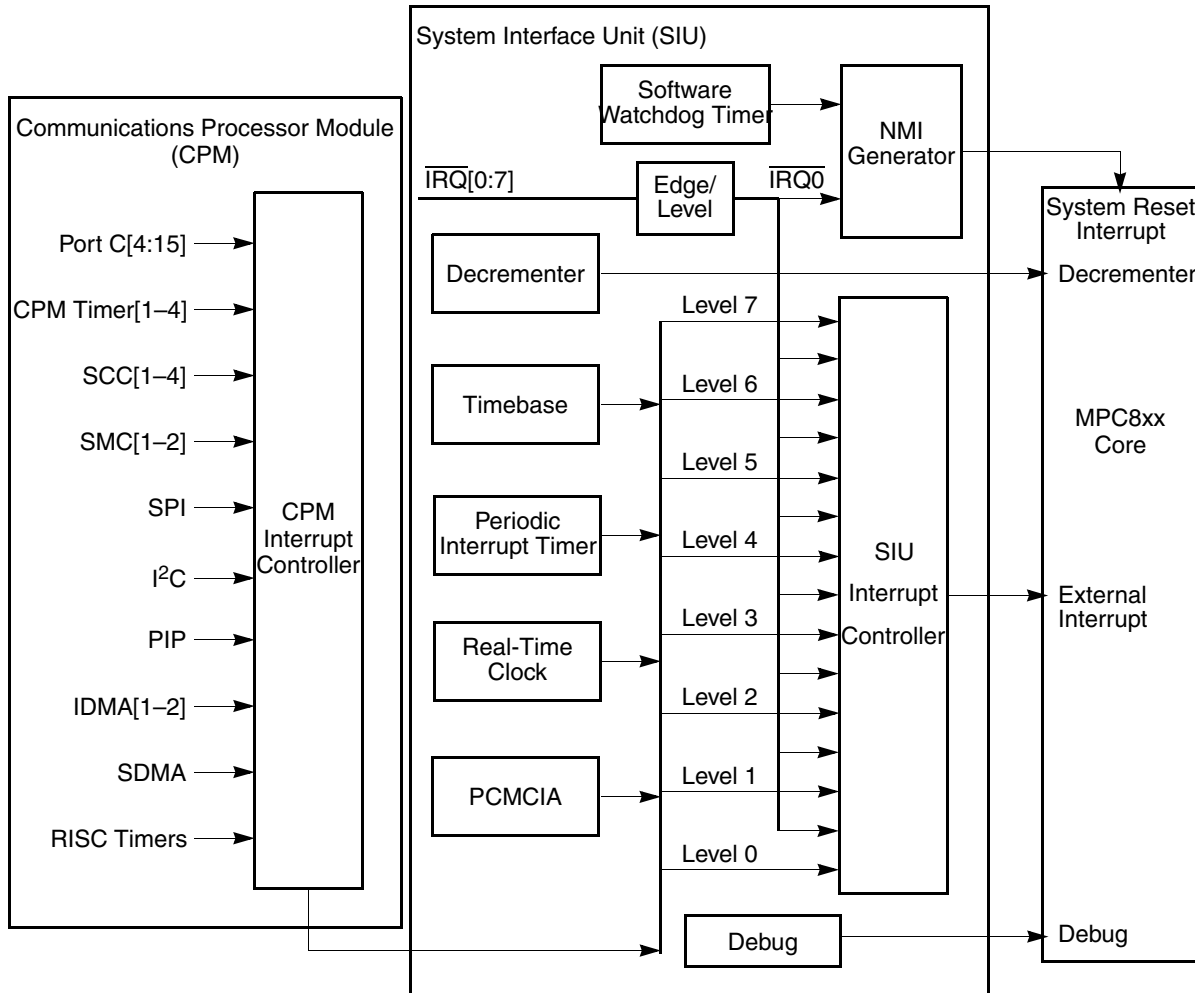 System Interface Unit (SIU)
Software
Watchdog Timer
NMI
Generator
Communications Processor Module
(CPM)
IRQ[0:7]
Edge/
Level
IRQ0
System Reset
Interrupt
Port C[4:15]
CPM Timer[1–4]
SCC[1–4]
SMC[1–2]
SPI
I²C
PIP
IDMA[1–2]
SDMA
RISC Timers
CPM
Interrupt
Controller
Decrementer
Timebase
Periodic
Interrupt Timer
Real-Time
Clock
PCMCIA
Level 7
Level 6
Level 5
Level 4
Level 3
Level 2
Level 1
Level 0
SIU
Interrupt
Controller
Debug
Decrementer
MPC8xx
Core
External
Interrupt
Debug